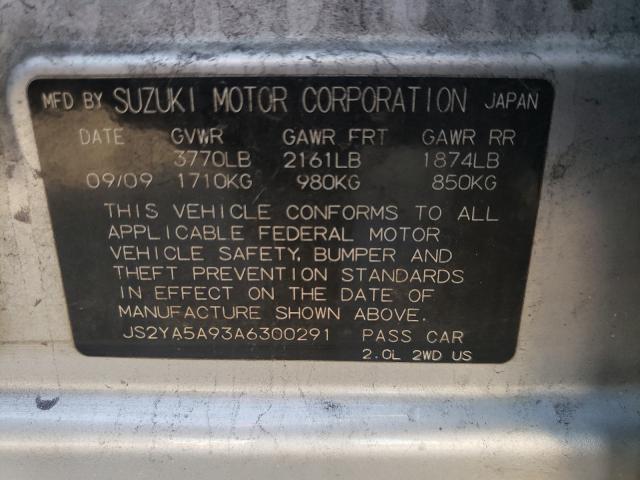 MFD BY SUZUKI MOTOR CORPORATION JAPAN
DATE GVWR GAWR FRT GAWR RR
3770LB 2161LB 1874LB
09/09 1710KG 980KG 850KG
THIS VEHICLE CONFORMS TO ALL
APPLICABLE FEDERAL MOTOR
VEHICLE SAFETY, BUMPER AND
THEFT PREVENTION STANDARDS
IN EFFECT ON THE DATE OF
MANUFACTURE SHOWN ABOVE.
JS2YA5A93A6300291 PASS CAR
2.0L 2WD US